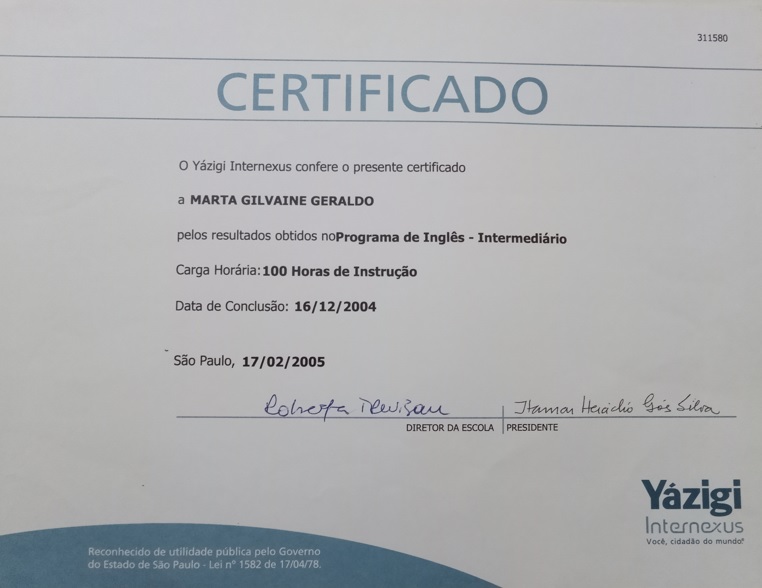 311580
CERTIFICADO
O Yázigi Internexus confere o presente certificado
a MARTA GILVAINE GERALDO
pelos resultados obtidos noPrograma de Inglês - Intermediário
Carga Horária:100 Horas de Instrução
Data de Conclusão: 16/12/2004
São Paulo, 17/02/2005
Roberta Trevisan Itamar Heráclio Góis Silva
DIRETOR DA ESCOLA PRESIDENTE
Yázigi
Internexus
Você, cidadão do mundo®
Reconhecido de utilidade pública pelo Governo
do Estado de São Paulo - Lei nº 1582 de 17/04/78.